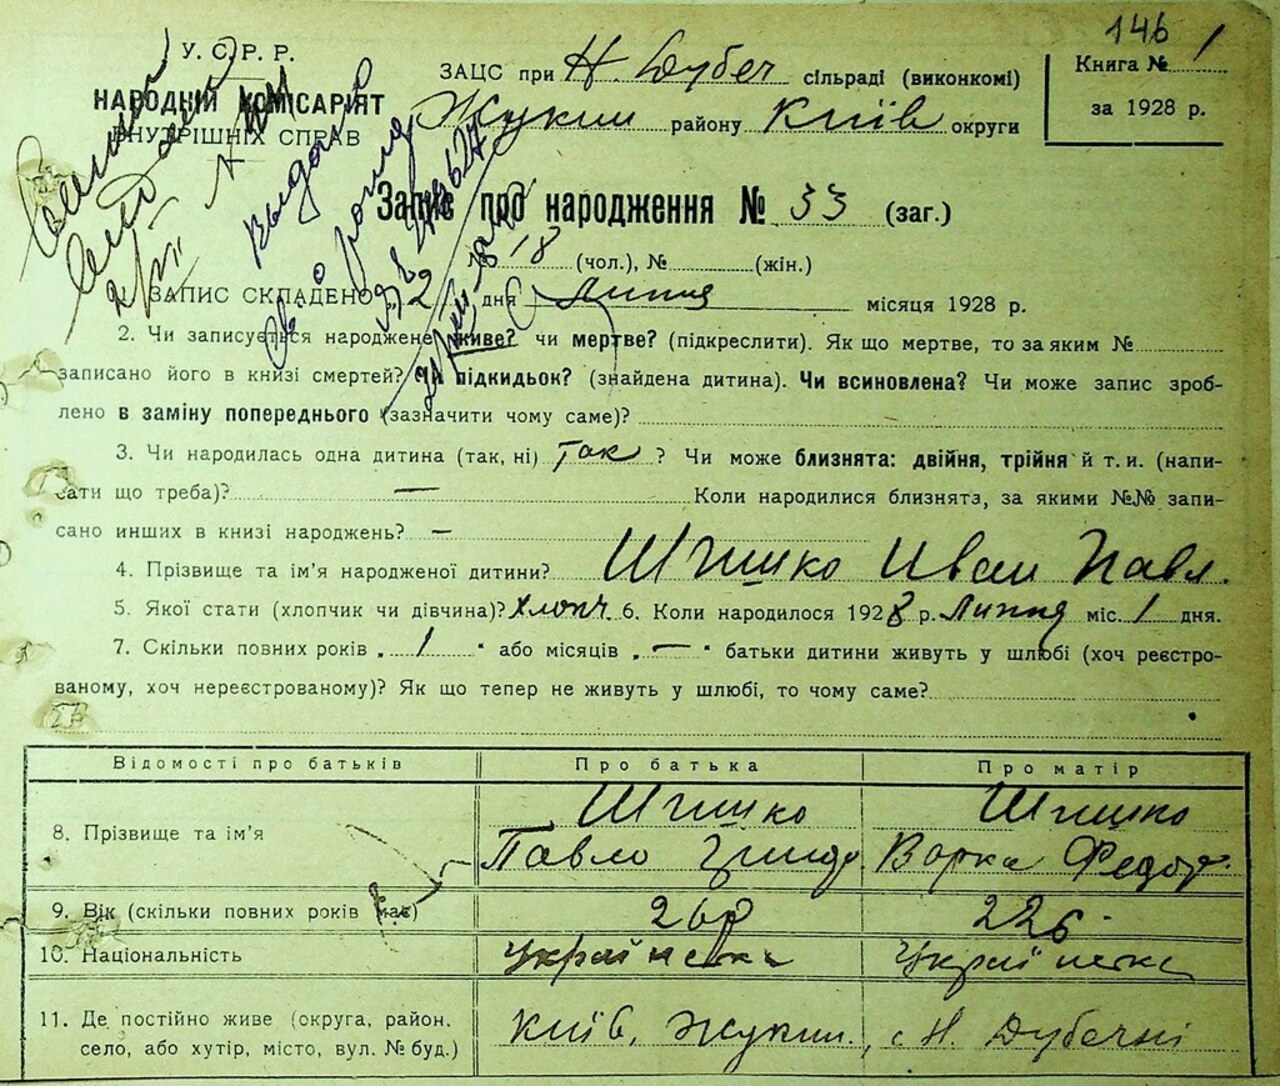 146
У. С. Р. Р.
НАРОДНІЙ КОМІСАРІЯТ
ВНУТРІШНІХ СПРАВ
ЗАЦС при Н. Дубеч сільраді (виконкомі)
Жукин району Київ округи
Книга № 1
за 1928 р.
Запис про народження № 33 (заг.)
№ 18 (чол.), № (жін.)
ЗАПИС СКЛАДЕНО 2 дня Липня місяця 1928 р.
2. Чи записується народжене живе? чи мертве? (підкреслити). Як що мертве, то за яким №
записано його в книзі смертей? Чи підкидьок? (знайдена дитина). Чи всиновлена? Чи може запис зроб-
лено в заміну попереднього (зазначити чому саме)?
3. Чи народилась одна дитина (так, ні) так ? Чи може близнята: двійня, трійня й т. и. (напи-
сати що треба)? — Коли народилися близнята, за якими №№ запи-
сано инших в книзі народжень? —
4. Прізвище та ім'я народженої дитини? Шишко Иван Павл.
5. Якої стати (хлопчик чи дівчина)? хлопч. 6. Коли народилося 1928 р. Липня міс. 1 дня.
7. Скільки повних років „ 1 " або місяців „ — " батьки дитини живуть у шлюбі (хоч реєстро-
ваному, хоч нереєстрованому)? Як що тепер не живуть у шлюбі, то чому саме?
Відомості про батьків Про батька Про матір
8. Прізвище та ім'я
Шишко Шишко
Павло Варка Федор.
9. Вік (скільки повних років має) 26 р 22
10. Національність Українська Українська
11. Де постійно живе (округа, район,
село, або хутір, місто, вул. № буд.)
Київ, Жукин., с Н. Дубечні